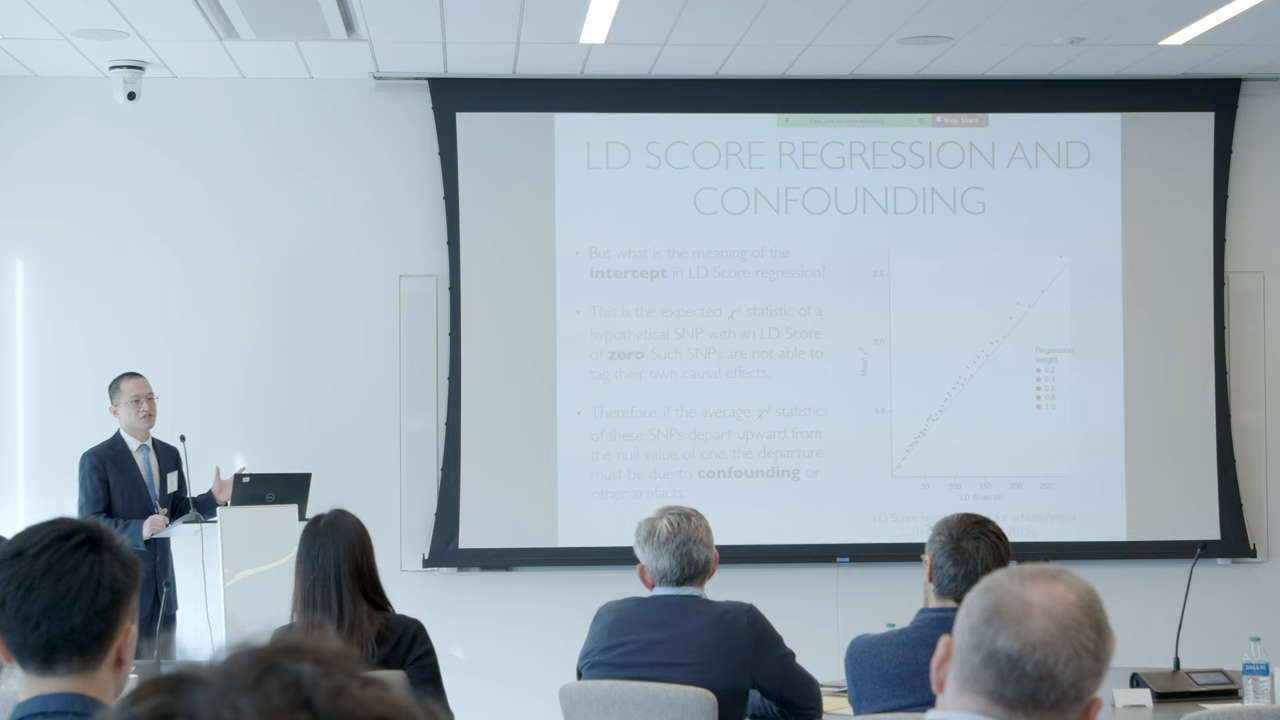 You are screen sharing
Stop Share
LD SCORE REGRESSION AND
CONFOUNDING
• But what is the meaning of the
intercept in LD Score regression?
• This is the expected χ² statistic of a
hypothetical SNP with an LD Score
of zero. Such SNPs are not able to
tag their own causal effects.
• Therefore, if the average χ² statistics
of these SNPs depart upward from
the null value of one, the departure
must be due to confounding or
other artifacts.
2.5
2.0
1.5
Mean χ²
50 100 150 200 250
Regression
weight
0.2
0.4
0.6
0.8
1.0
DELL